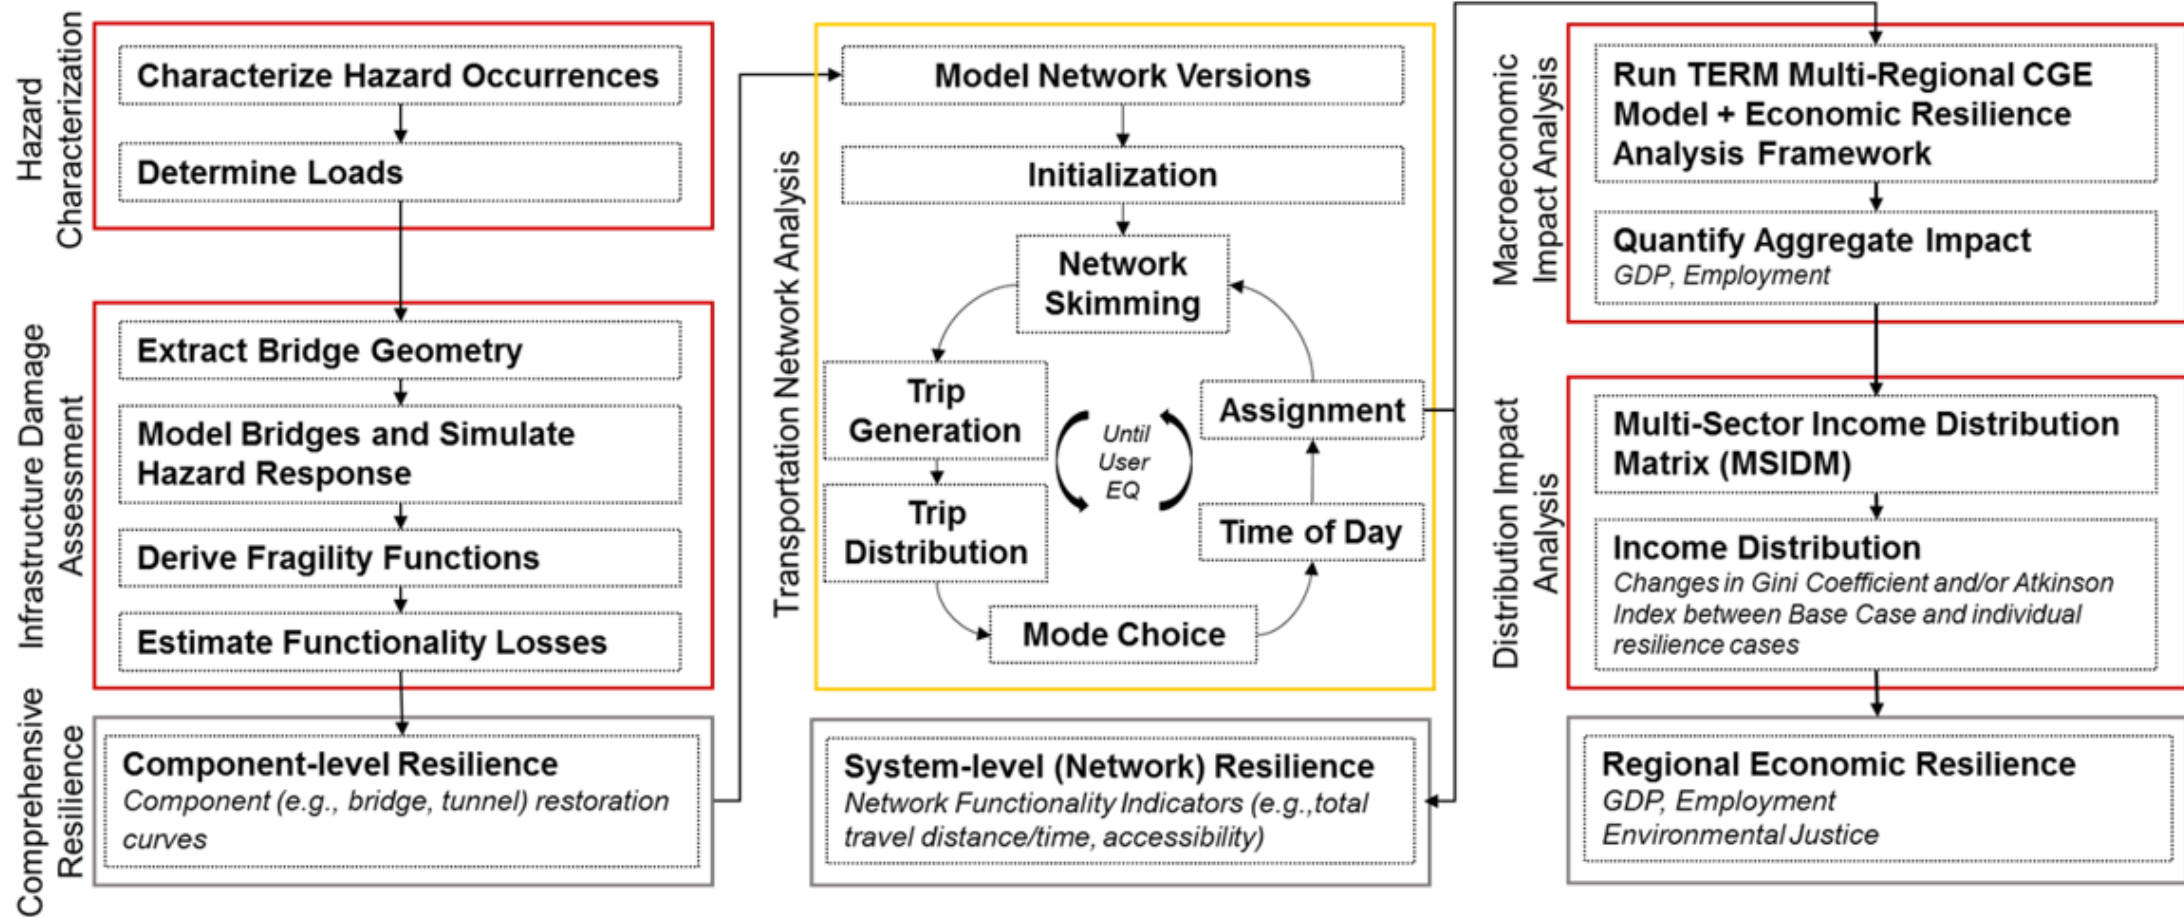 Hazard
Characterization
Characterize Hazard Occurrences
Determine Loads
Infrastructure Damage
Assessment
Extract Bridge Geometry
Model Bridges and Simulate
Hazard Response
Derive Fragility Functions
Estimate Functionality Losses
Comprehensive
Resilience
Component-level Resilience
Component (e.g., bridge, tunnel) restoration
curves
Transportation Network Analysis
Model Network Versions
Initialization
Network
Skimming
Trip
Generation
Trip
Distribution
Mode Choice
Time of Day
Assignment
Until
User
EQ
System-level (Network) Resilience
Network Functionality Indicators (e.g.,total
travel distance/time, accessibility)
Macroeconomic
Impact Analysis
Run TERM Multi-Regional CGE
Model + Economic Resilience
Analysis Framework
Quantify Aggregate Impact
GDP, Employment
Distribution Impact
Analysis
Multi-Sector Income Distribution
Matrix (MSIDM)
Income Distribution
Changes in Gini Coefficient and/or Atkinson
Index between Base Case and individual
resilience cases
Regional Economic Resilience
GDP, Employment
Environmental Justice